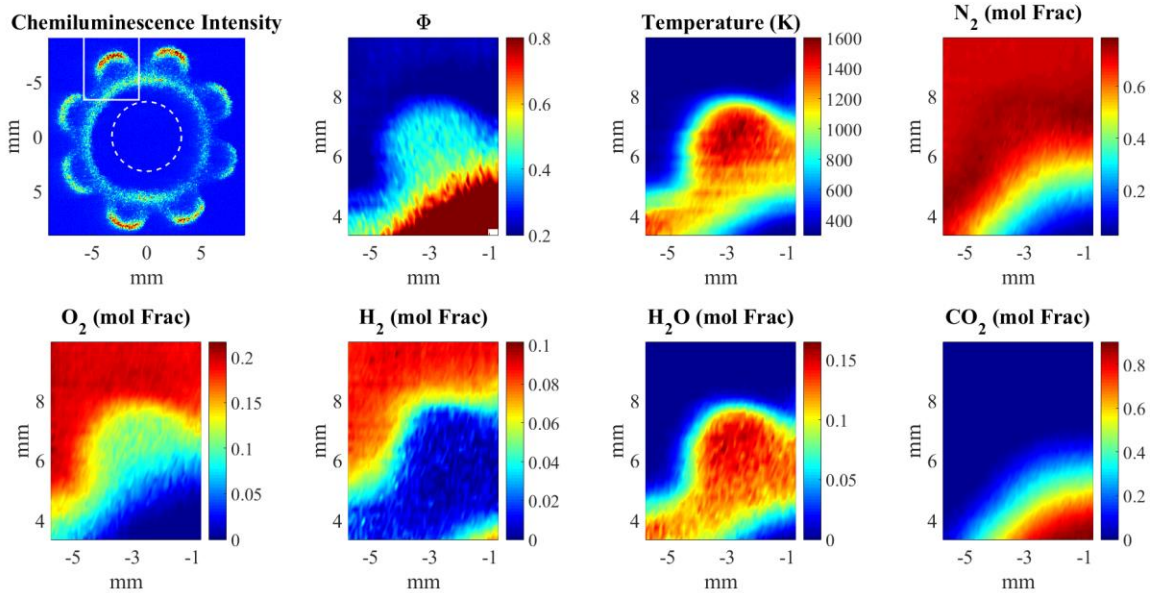 Chemiluminescence Intensity
-5
0
5
mm
-5 0 5
mm
Φ
8
6
4
mm
-5 -3 -1
mm
0.8
0.6
0.4
0.2
Temperature (K)
8
6
4
mm
-5 -3 -1
mm
1600
1400
1200
1000
800
600
400
N₂ (mol Frac)
8
6
4
mm
-5 -3 -1
mm
0.6
0.4
0.2
O₂ (mol Frac)
8
6
4
mm
-5 -3 -1
mm
0.2
0.15
0.1
0.05
0
H₂ (mol Frac)
8
6
4
mm
-5 -3 -1
mm
0.1
0.08
0.06
0.04
0.02
0
H₂O (mol Frac)
8
6
4
mm
-5 -3 -1
mm
0.15
0.1
0.05
0
CO₂ (mol Frac)
8
6
4
mm
-5 -3 -1
mm
0.8
0.6
0.4
0.2
0